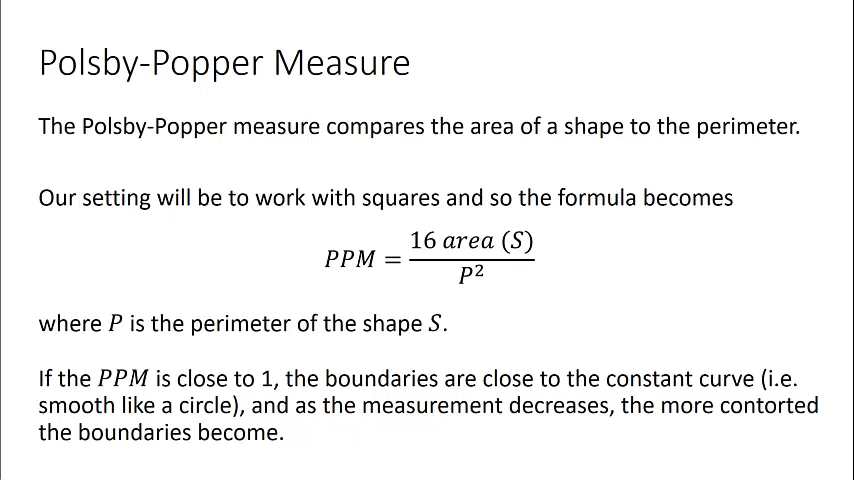 Polsby-Popper Measure
The Polsby-Popper measure compares the area of a shape to the perimeter.
Our setting will be to work with squares and so the formula becomes
PPM = 16 area (S) / P²
where P is the perimeter of the shape S.
If the PPM is close to 1, the boundaries are close to the constant curve (i.e.
smooth like a circle), and as the measurement decreases, the more contorted
the boundaries become.